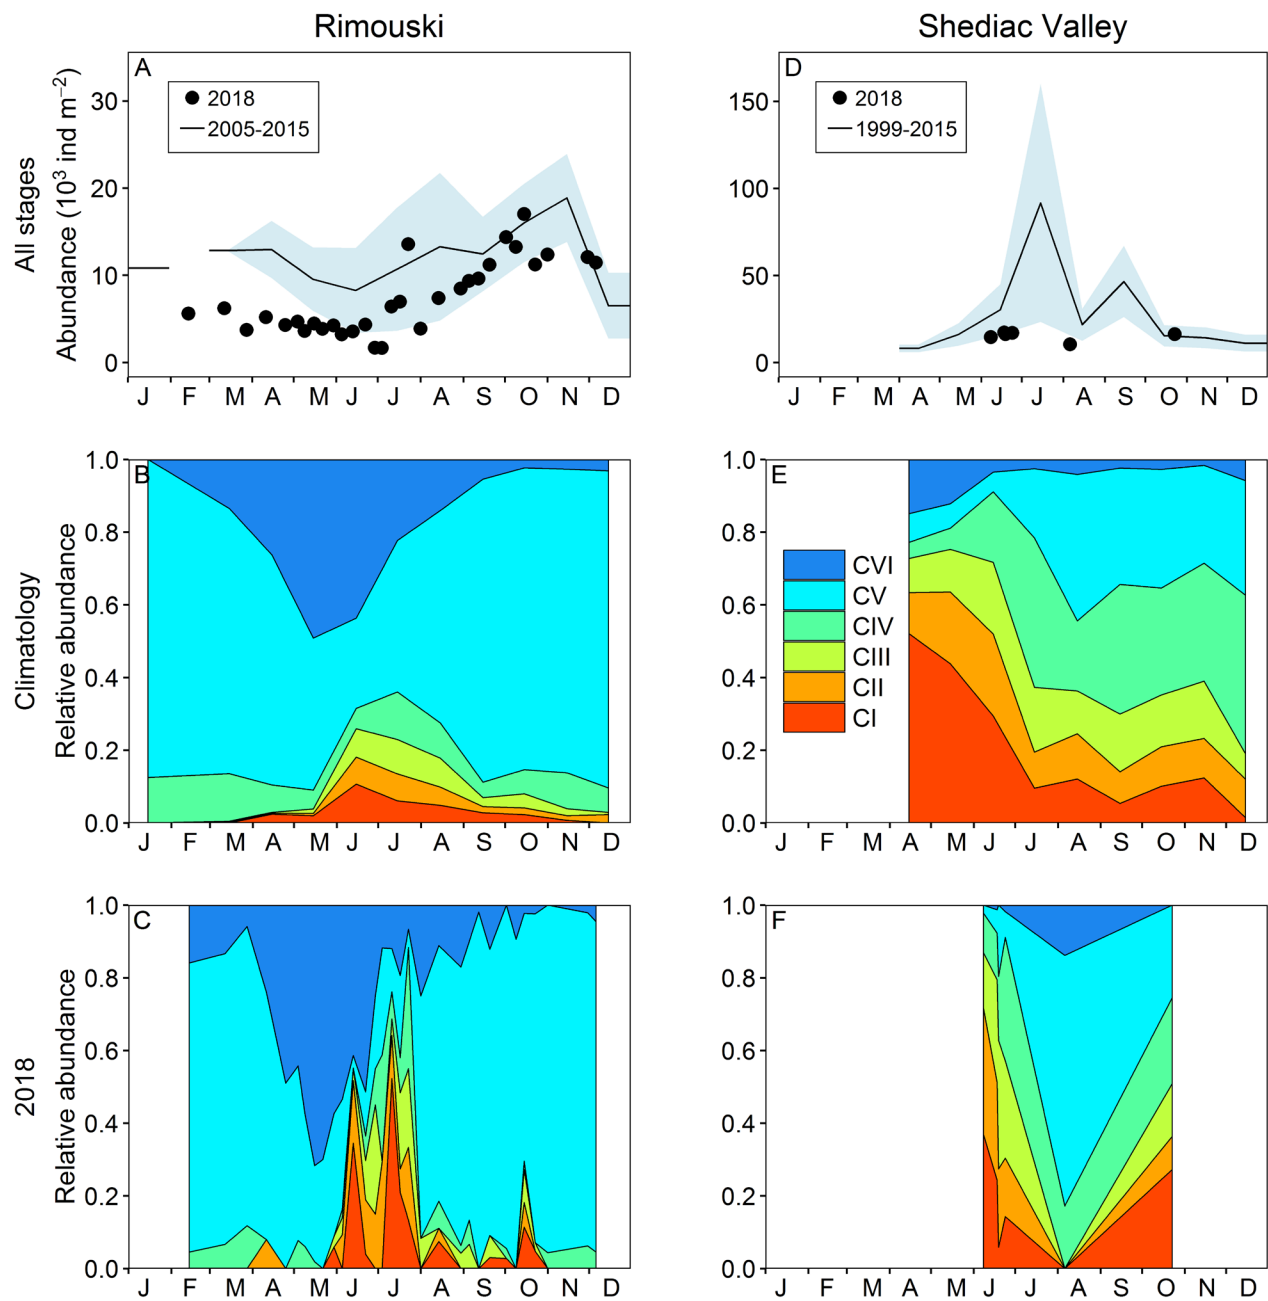 Rimouski
Shediac Valley
All stages
Abundance (10³ ind m⁻²)
A
2018
2005-2015
30
20
10
0
J F M A M J J A S O N D
D
2018
1999-2015
150
100
50
0
J F M A M J J A S O N D
Climatology
Relative abundance
B
1.0
0.8
0.6
0.4
0.2
0.0
J F M A M J J A S O N D
E
1.0
0.8
0.6
0.4
0.2
0.0
CVI
CV
CIV
CIII
CII
CI
J F M A M J J A S O N D
2018
Relative abundance
C
1.0
0.8
0.6
0.4
0.2
0.0
J F M A M J J A S O N D
F
1.0
0.8
0.6
0.4
0.2
0.0
J F M A M J J A S O N D